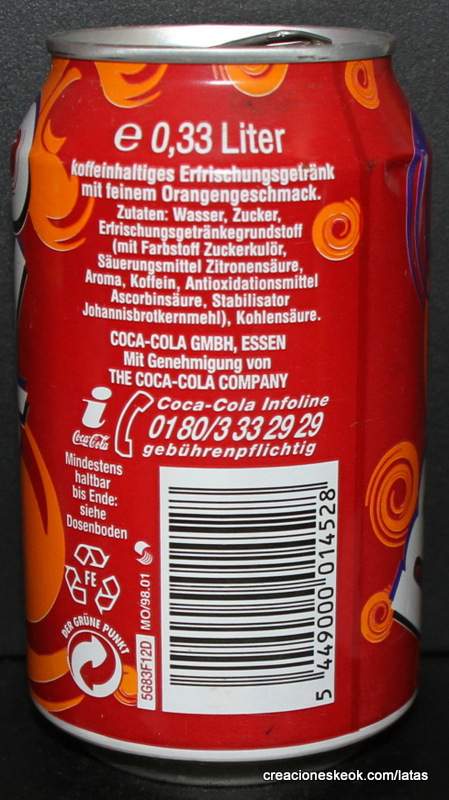 ℮ 0,33 Liter
koffeinhaltiges Erfrischungsgetränk
mit feinem Orangengeschmack.
Zutaten: Wasser, Zucker,
Erfrischungsgetränkegrundstoff
(mit Farbstoff Zuckerkulör,
Säuerungsmittel Zitronensäure,
Aroma, Koffein, Antioxidationsmittel
Ascorbinsäure, Stabilisator
Johannisbrotkernmehl), Kohlensäure.
COCA-COLA GMBH, ESSEN
Mit Genehmigung von
THE COCA-COLA COMPANY
i
Coca-Cola
Coca-Cola Infoline
0180/3 33 29 29
gebührenpflichtig
Mindestens
haltbar
bis Ende:
siehe
Dosenboden
FE
DER GRÜNE PUNKT
5G83F12D MO/98.01
5 449000 014528
creacioneskeok.com/latas